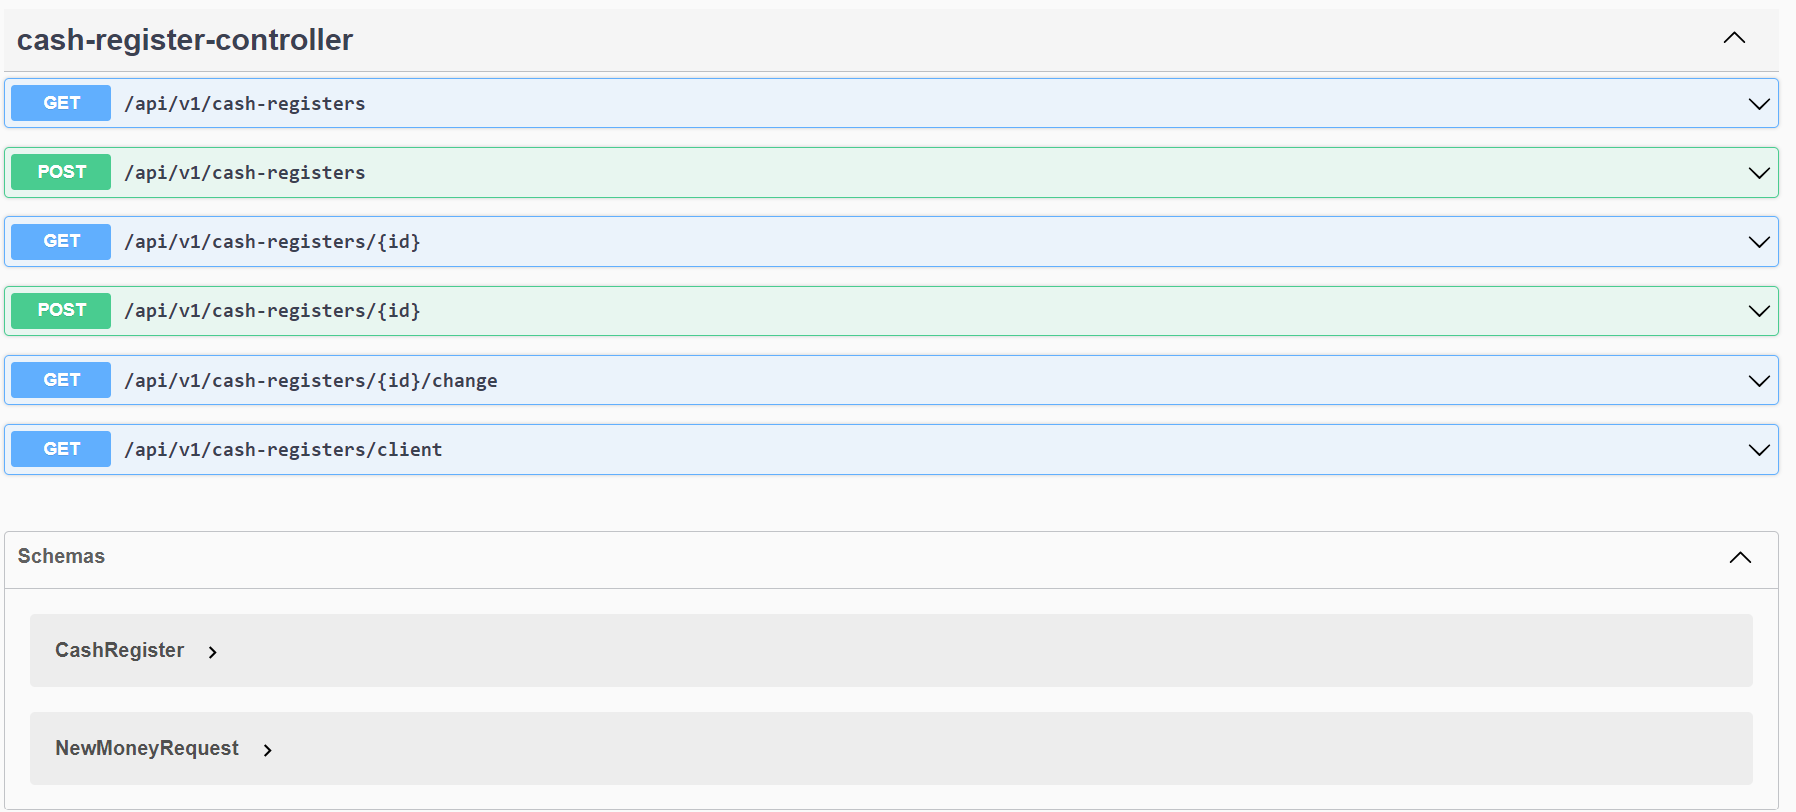 cash-register-controller
GET /api/v1/cash-registers
POST /api/v1/cash-registers
GET /api/v1/cash-registers/{id}
POST /api/v1/cash-registers/{id}
GET /api/v1/cash-registers/{id}/change
GET /api/v1/cash-registers/client
Schemas
CashRegister
NewMoneyRequest